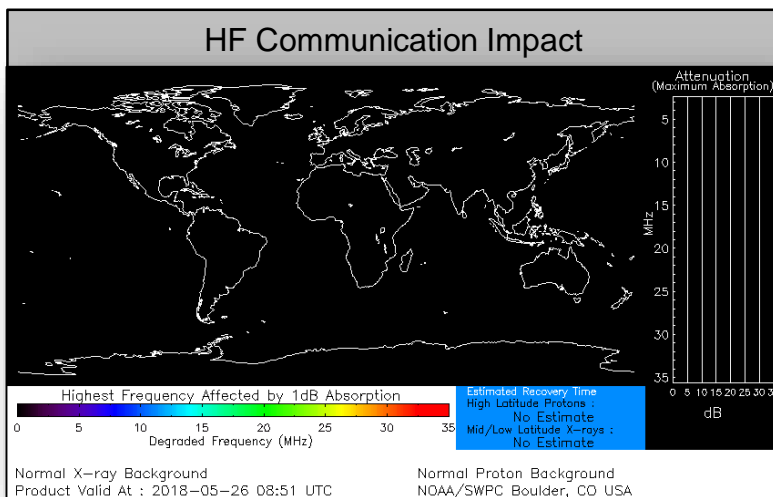 HF Communication Impact
Attenuation
(Maximum Absorption)
5
10
15
20
25
30
35
MHz
0 5 10 15 20 25 30
dB
Highest Frequency Affected by 1dB Absorption
0 5 10 15 20 25 30 35
Degraded Frequency (MHz)
Estimated Recovery Time
High Latitude Protons :
No Estimate
Mid/Low Latitude X-rays :
No Estimate
Normal X-ray Background
Normal Proton Background
Product Valid At : 2018-05-26 08:51 UTC
NOAA/SWPC Boulder, CO USA